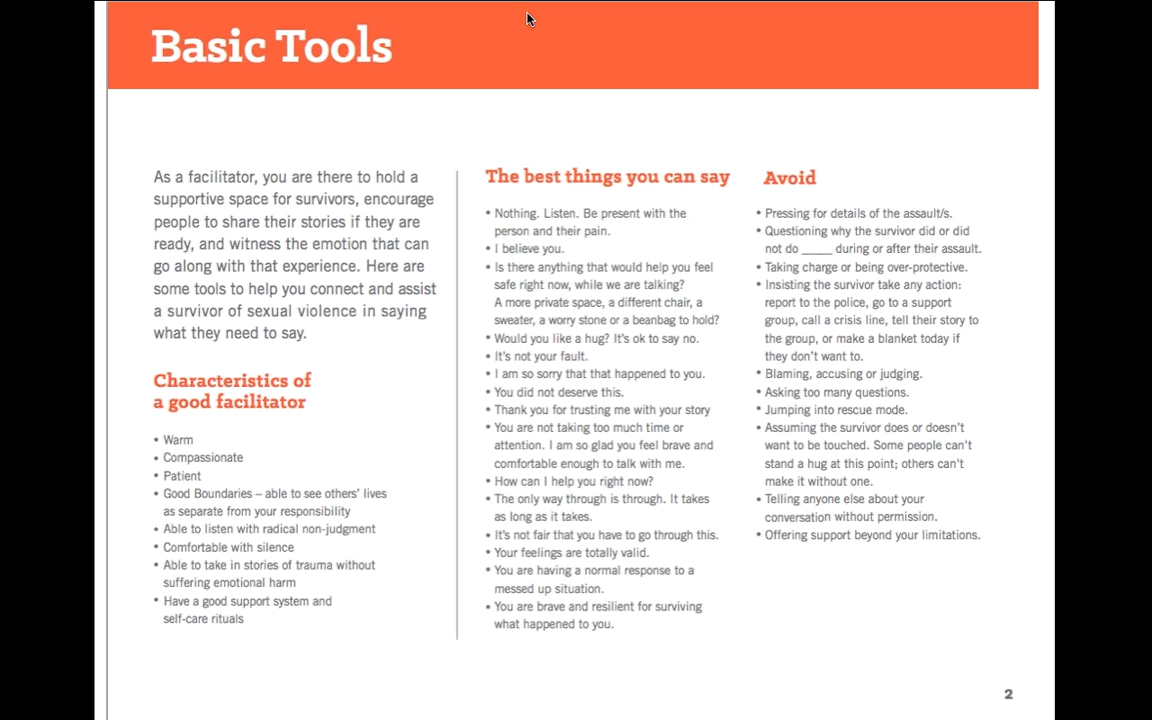 Basic Tools
As a facilitator, you are there to hold a
supportive space for survivors, encourage
people to share their stories if they are
ready, and witness the emotion that can
go along with that experience. Here are
some tools to help you connect and assist
a survivor of sexual violence in saying
what they need to say.
Characteristics of
a good facilitator
• Warm
• Compassionate
• Patient
• Good Boundaries – able to see others' lives
as separate from your responsibility
• Able to listen with radical non-judgment
• Comfortable with silence
• Able to take in stories of trauma without
suffering emotional harm
• Have a good support system and
self-care rituals
The best things you can say
• Nothing. Listen. Be present with the
person and their pain.
• I believe you.
• Is there anything that would help you feel
safe right now, while we are talking?
A more private space, a different chair, a
sweater, a worry stone or a beanbag to hold?
• Would you like a hug? It's ok to say no.
• It's not your fault.
• I am so sorry that that happened to you.
• You did not deserve this.
• Thank you for trusting me with your story
• You are not taking too much time or
attention. I am so glad you feel brave and
comfortable enough to talk with me.
• How can I help you right now?
• The only way through is through. It takes
as long as it takes.
• It's not fair that you have to go through this.
• Your feelings are totally valid.
• You are having a normal response to a
messed up situation.
• You are brave and resilient for surviving
what happened to you.
Avoid
• Pressing for details of the assault/s.
• Questioning why the survivor did or did
not do _____ during or after their assault.
• Taking charge or being over-protective.
• Insisting the survivor take any action:
report to the police, go to a support
group, call a crisis line, tell their story to
the group, or make a blanket today if
they don't want to.
• Blaming, accusing or judging.
• Asking too many questions.
• Jumping into rescue mode.
• Assuming the survivor does or doesn't
want to be touched. Some people can't
stand a hug at this point; others can't
make it without one.
• Telling anyone else about your
conversation without permission.
• Offering support beyond your limitations.
2